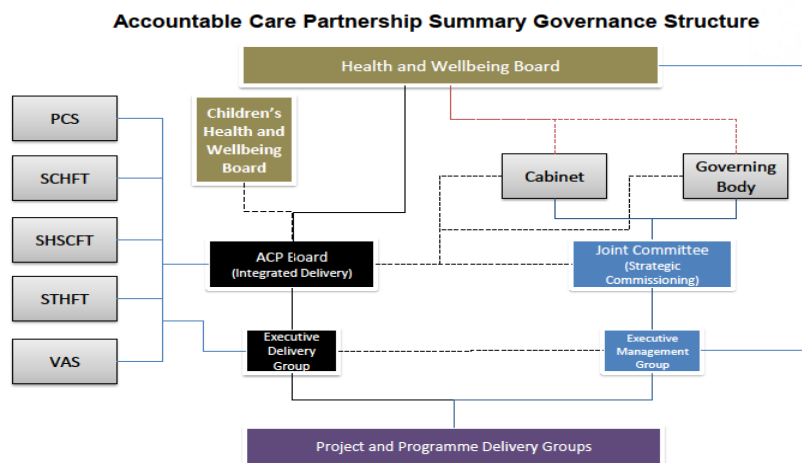 Accountable Care Partnership Summary Governance Structure
Health and Wellbeing Board
Children's
Health and
Wellbeing
Board
PCS
SCHFT
SHSCFT
STHFT
VAS
Cabinet
Governing
Body
ACP Board
(Integrated Delivery)
Joint Committee
(Strategic
Commissioning)
Executive
Delivery
Group
Executive
Management
Group
Project and Programme Delivery Groups